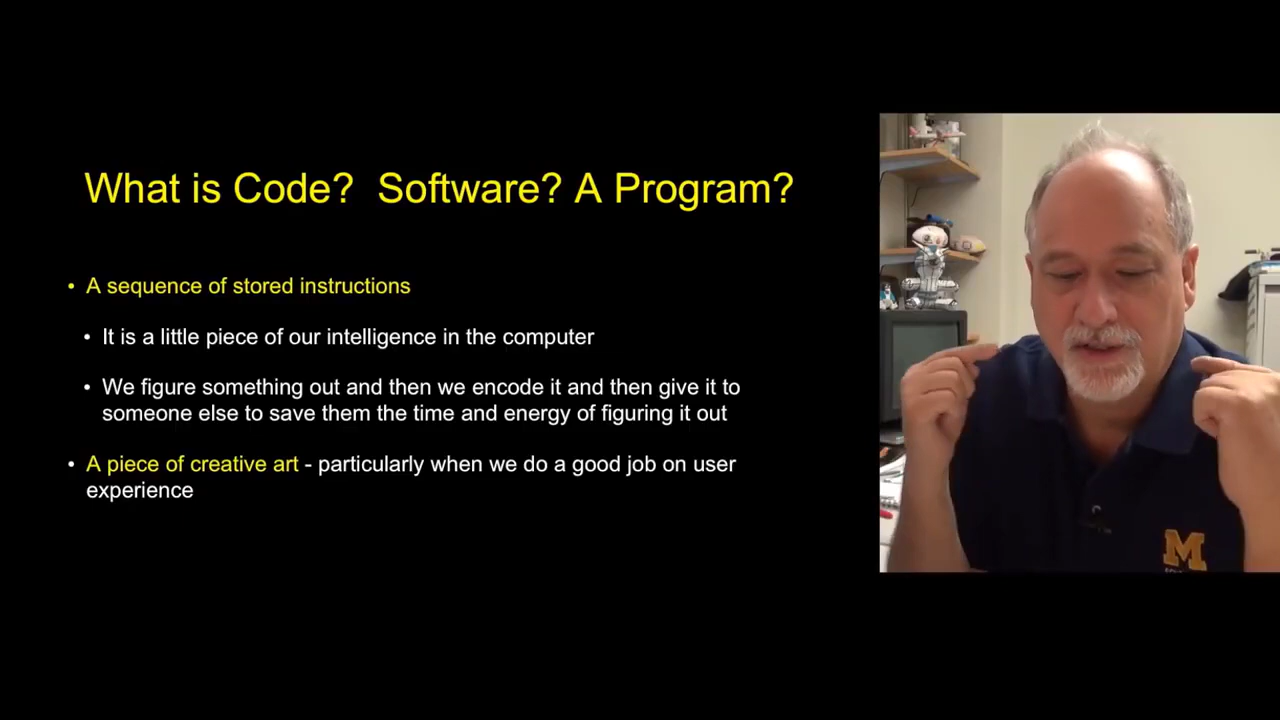 What is Code?  Software? A Program?
• A sequence of stored instructions
• It is a little piece of our intelligence in the computer
• We figure something out and then we encode it and then give it to
someone else to save them the time and energy of figuring it out
• A piece of creative art - particularly when we do a good job on user
experience
M